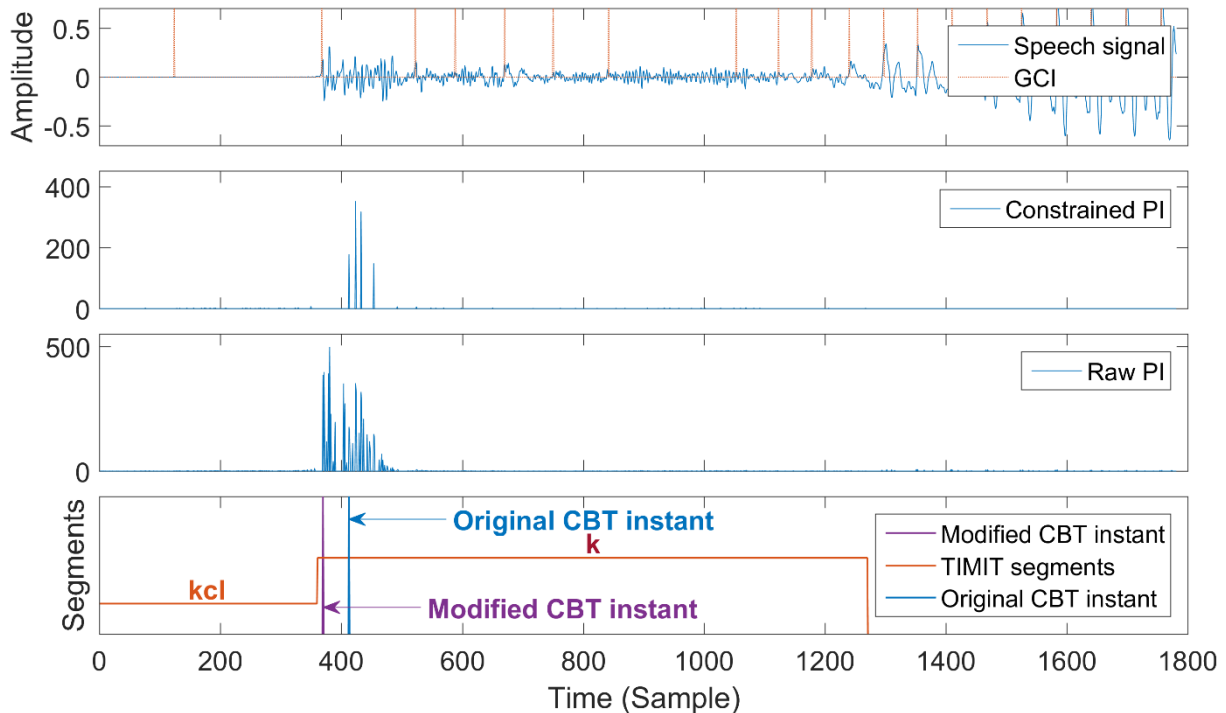 Amplitude
0.5
0
-0.5
Speech signal
GCI
400
200
0
Constrained PI
500
0
Raw PI
Segments
kcl
k
Original CBT instant
Modified CBT instant
Modified CBT instant
TIMIT segments
Original CBT instant
0 200 400 600 800 1000 1200 1400 1600 1800
Time (Sample)